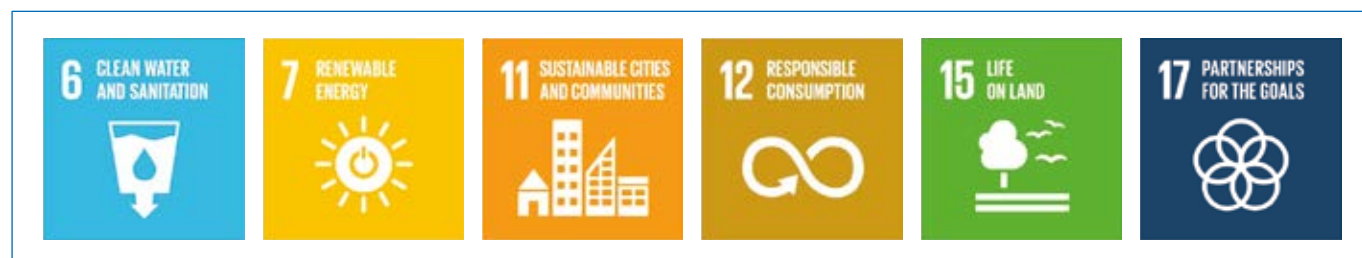 6 CLEAN WATER
AND SANITATION
7 RENEWABLE
ENERGY
11 SUSTAINABLE CITIES
AND COMMUNITIES
12 RESPONSIBLE
CONSUMPTION
15 LIFE
ON LAND
17 PARTNERSHIPS
FOR THE GOALS